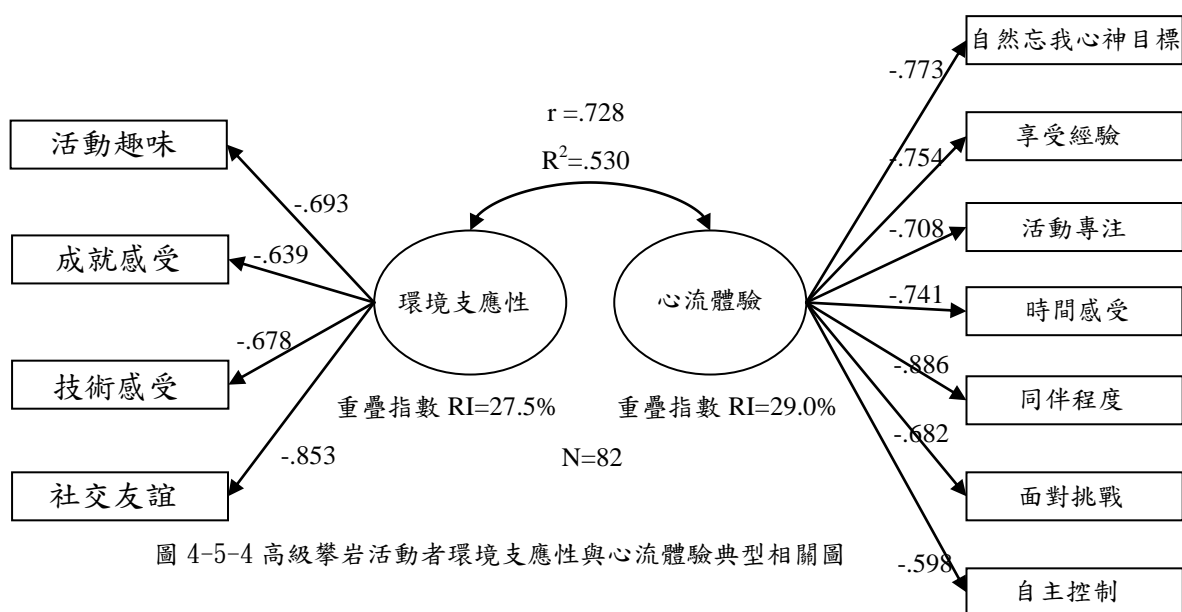 自然忘我心神目標
-.773
r =.728
活動趣味
享受經驗
R²=.530
-.754
-.693
-.708
活動專注
成就感受
-.639
環境支應性
心流體驗
-.741
時間感受
-.678
-.886
技術感受
同伴程度
重疊指數 RI=27.5%
重疊指數 RI=29.0%
-.682
-.853
N=82
社交友誼
面對挑戰
圖 4-5-4 高級攀岩活動者環境支應性與心流體驗典型相關圖
-.598
自主控制